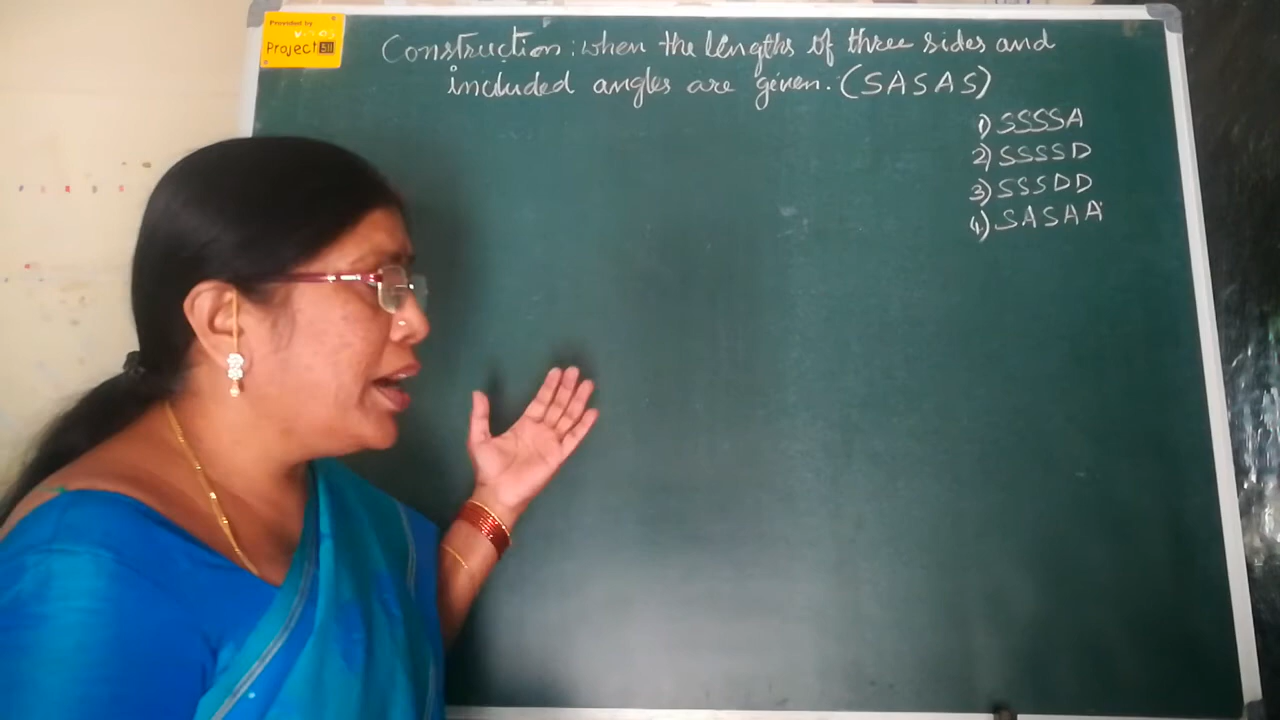 Provided by
Project 511
Construction: when the lengths of three sides and
included angles are given. (SASAS)
1) SSSSA
2) SSSSD
3) SSSDD
4) SASAA